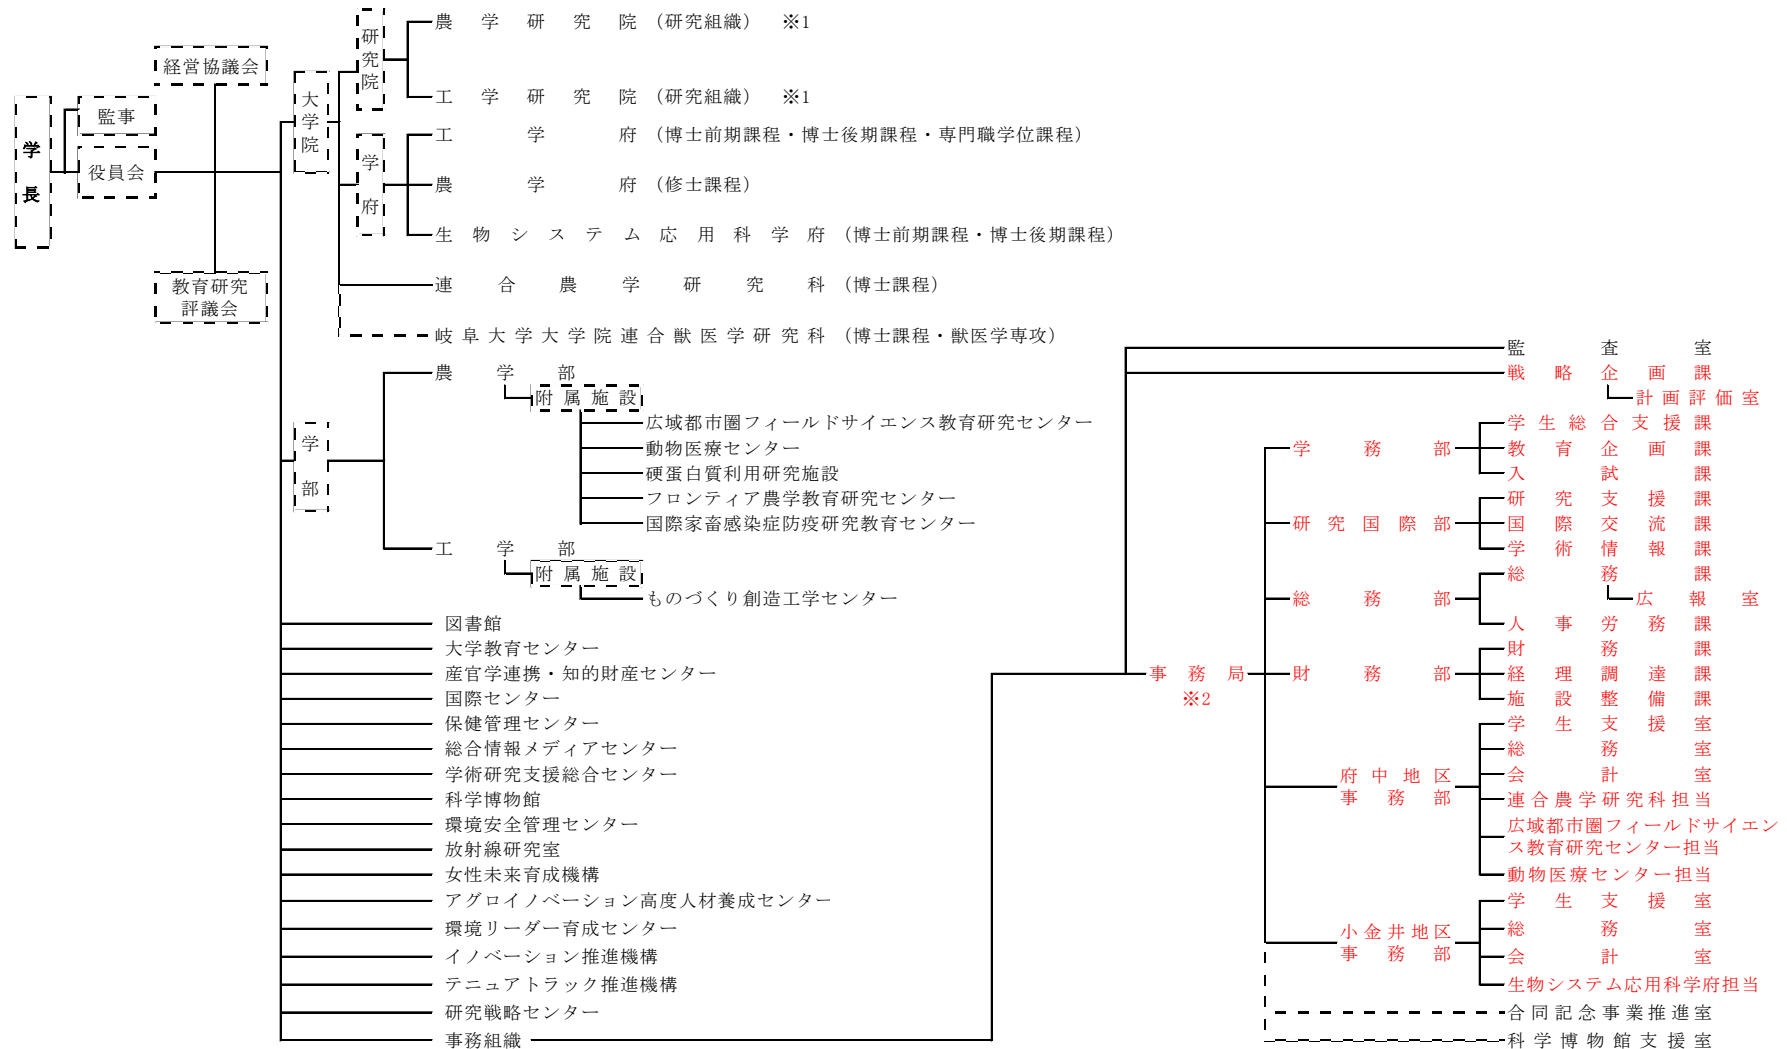 農学研究院（研究組織） ※1
研究院
経営協議会
工学研究院（研究組織） ※1
大学院
監事
学長
役員会
工学府（博士前期課程・博士後期課程・専門職学位課程）
学府
農学府（修士課程）
生物システム応用科学府（博士前期課程・博士後期課程）
教育研究
評議会
連合農学研究科（博士課程）
岐阜大学大学院連合獣医学研究科（博士課程・獣医学専攻）
学部
農学部
附属施設
広域都市圏フィールドサイエンス教育研究センター
動物医療センター
硬蛋白質利用研究施設
フロンティア農学教育研究センター
国際家畜感染症防疫研究教育センター
工学部
附属施設
ものづくり創造工学センター
図書館
大学教育センター
産官学連携・知的財産センター
国際センター
保健管理センター
総合情報メディアセンター
学術研究支援総合センター
科学博物館
環境安全管理センター
放射線研究室
女性未来育成機構
アグロイノベーション高度人材養成センター
環境リーダー育成センター
イノベーション推進機構
テニュアトラック推進機構
研究戦略センター
事務組織
事務局
※2
監査室
戦略企画課
計画評価室
学務部
学生総合支援課
教育企画課
入試課
研究国際部
研究支援課
国際交流課
学術情報課
総務部
総務課
広報室
人事労務課
財務部
財務課
経理調達課
施設整備課
府中地区
事務部
学生支援室
総務室
会計室
連合農学研究科担当
広域都市圏フィールドサイエン
ス教育研究センター担当
動物医療センター担当
小金井地区
事務部
学生支援室
総務室
会計室
生物システム応用科学府担当
合同記念事業推進室
科学博物館支援室